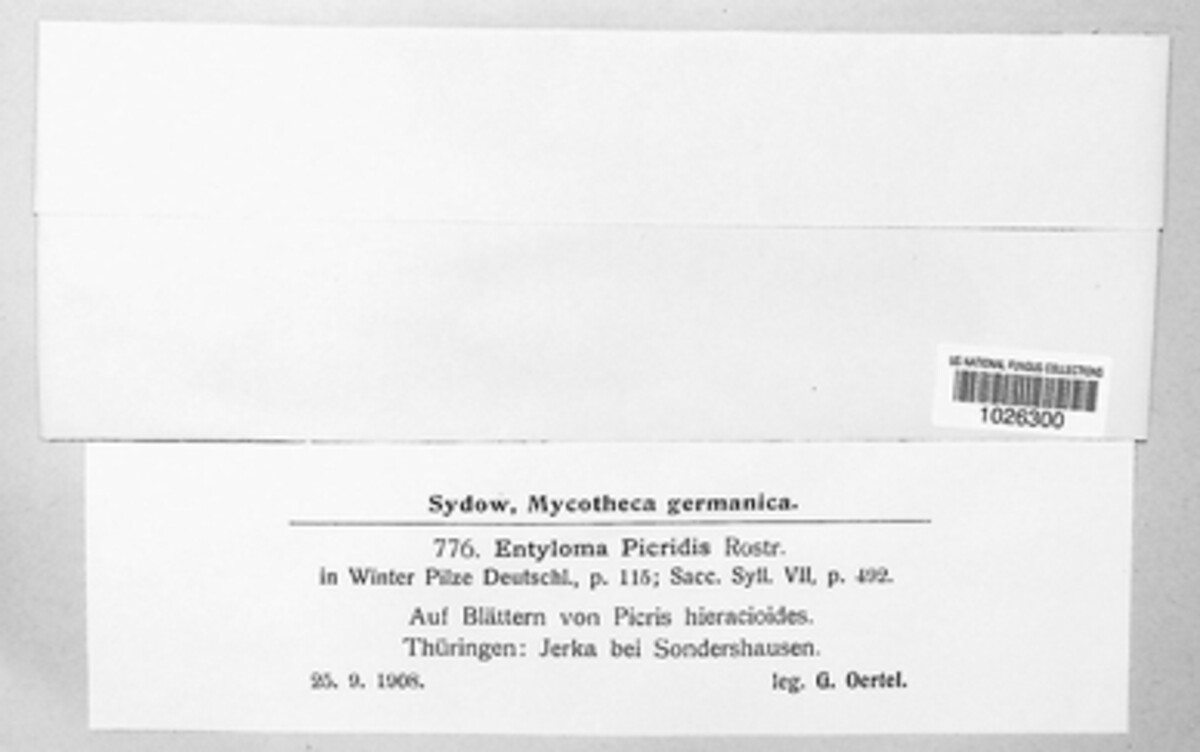 US NATIONAL FUNGUS COLLECTIONS
1026300
Sydow, Mycotheca germanica.
776. Entyloma Picridis Rostr.
in Winter Pilze Deutschl., p. 115; Sacc. Syll. VII, p. 492.
Auf Blättern von Picris hieracioides.
Thüringen: Jerka bei Sondershausen.
25. 9. 1908. leg. G. Oertel.